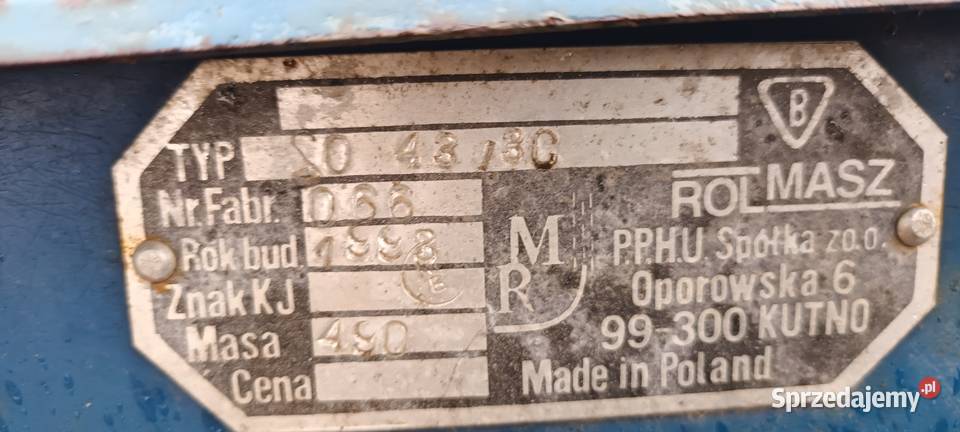 B
TYP SO 43/3C
ROLMASZ
Nr.Fabr. 066
Rok bud 1998
M
P.P.H.U. Spółka z o.o.
E
Znak KJ
R
Oporowska 6
Masa 490
99-300 KUTNO
Cena
Made in Poland
Sprzedajemy.pl